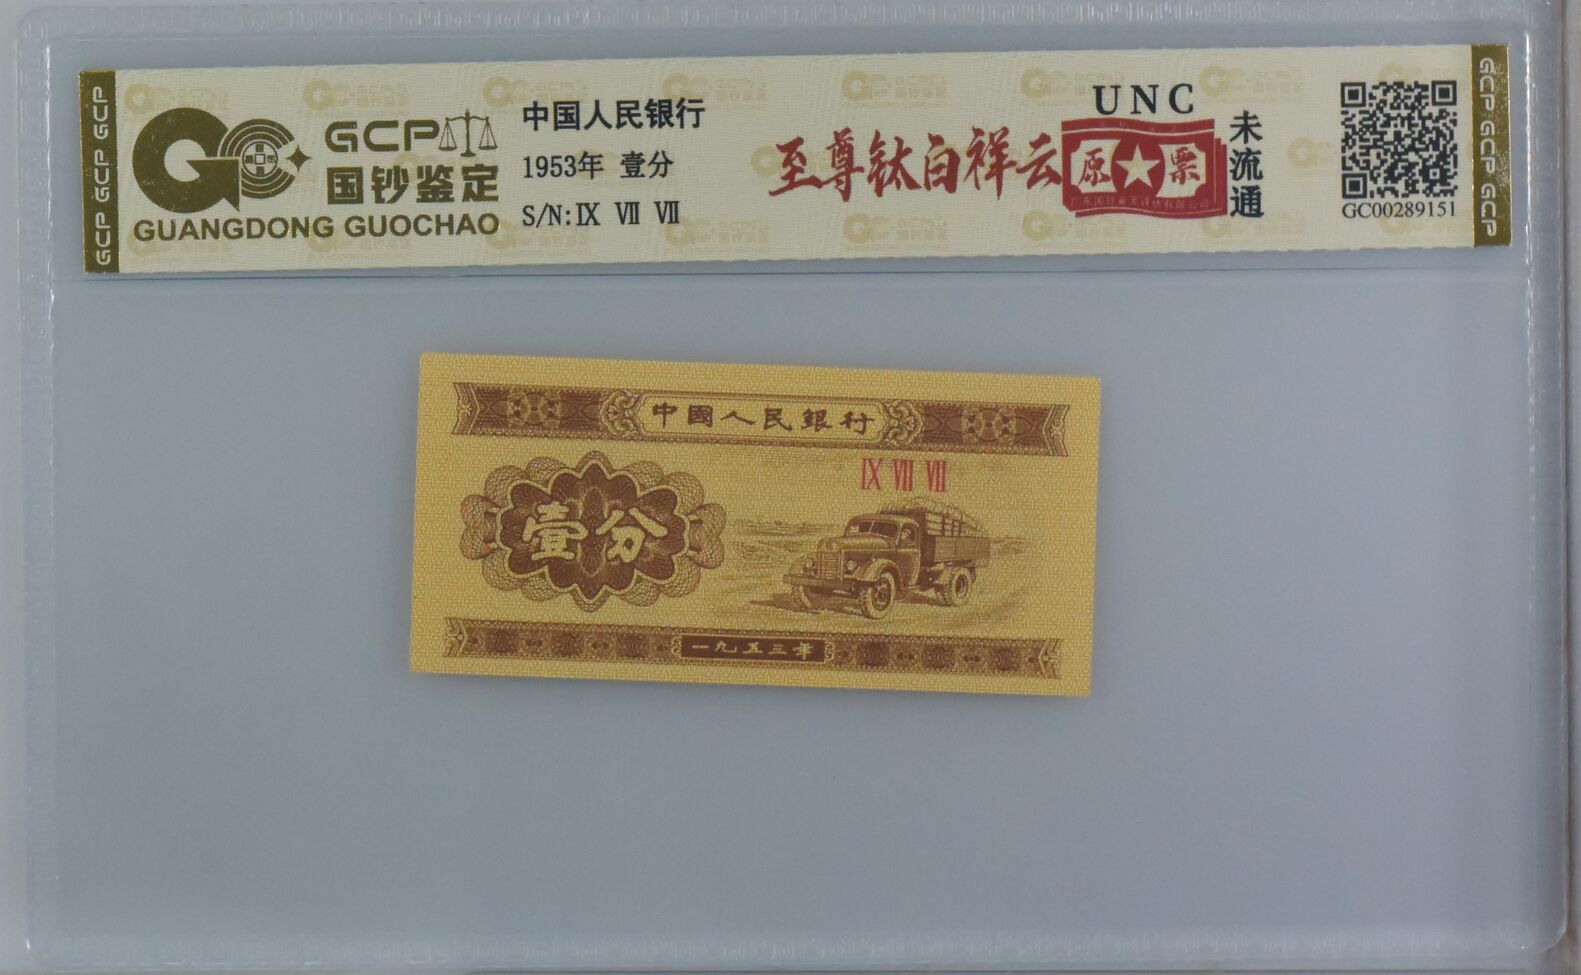 GCP GCP GCP
GCP
国钞鉴定
GUANGDONG GUOCHAO
中国人民银行
1953年 壹分
S/N:Ⅸ Ⅶ Ⅶ
至尊钛白祥云
原★票
UNC
未流通
GC00289151
GCP GCP GCP
中國人民銀行
Ⅸ Ⅶ Ⅶ
壹分
一九五三年